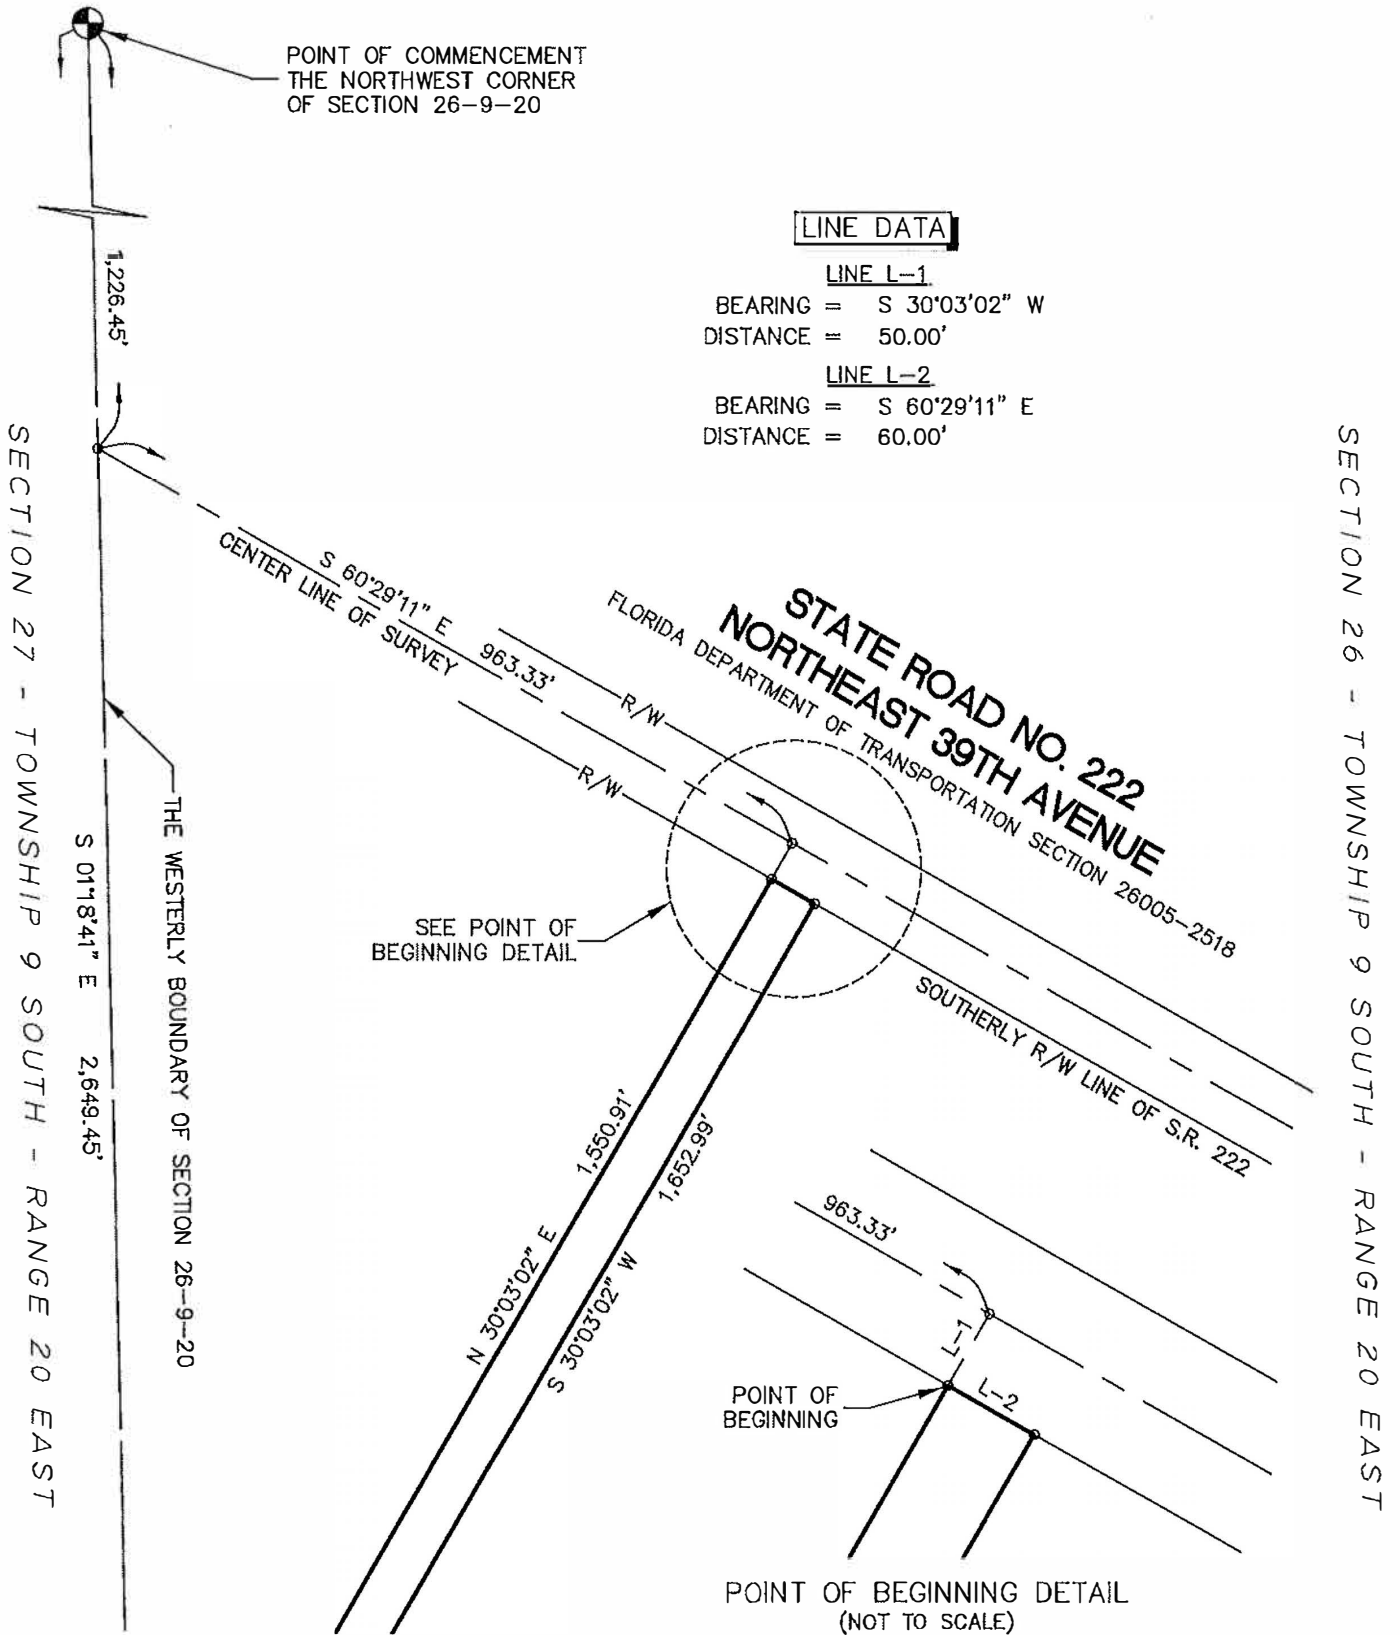 POINT OF COMMENCEMENT
THE NORTHWEST CORNER
OF SECTION 26-9-20
LINE DATA
LINE L-1
BEARING = S 30°03'02" W
DISTANCE = 50.00'
LINE L-2
BEARING = S 60°29'11" E
DISTANCE = 60.00'
1,226.45'
SECTION 27 - TOWNSHIP 9 SOUTH - RANGE 20 EAST
SECTION 26 - TOWNSHIP 9 SOUTH - RANGE 20 EAST
S 60°29'11" E 963.33'
CENTER LINE OF SURVEY
R/W
R/W
STATE ROAD NO. 222
NORTHEAST 39TH AVENUE
FLORIDA DEPARTMENT OF TRANSPORTATION SECTION 26005-2518
THE WESTERLY BOUNDARY OF SECTION 26-9-20
S 01°18'41" E 2,649.45'
SEE POINT OF
BEGINNING DETAIL
SOUTHERLY R/W LINE OF S.R. 222
N 30°03'02" E 1,550.91'
S 30°03'02" W 1,652.99'
963.33'
L-1
L-2
POINT OF
BEGINNING
POINT OF BEGINNING DETAIL
(NOT TO SCALE)